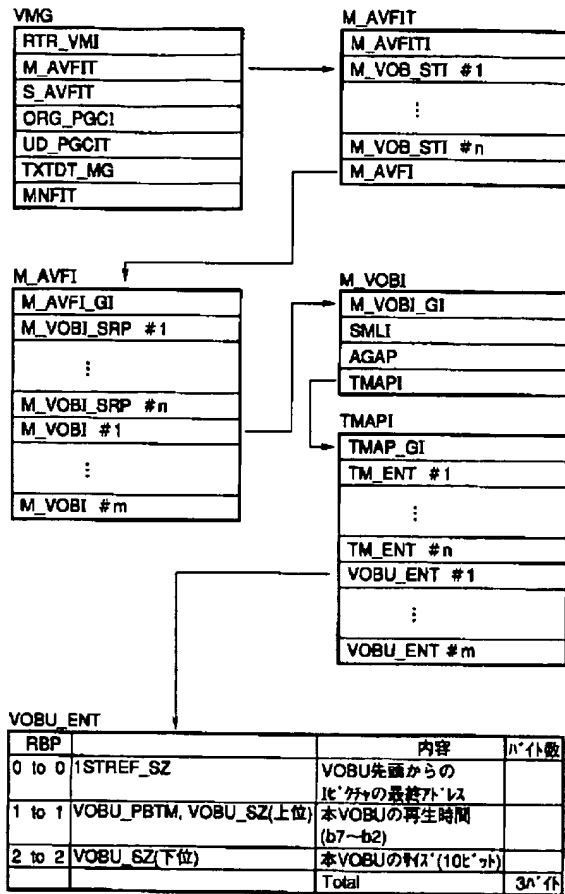 VMG
RTR_VMI
M_AVFIT
S_AVFIT
ORG_PGCI
UD_PGCIT
TXTDT_MG
MNFIT
M_AVFIT
M_AVFITI
M_VOB_STI #1
⋮
M_VOB_STI #n
M_AVFI
M_AVFI
M_AVFI_GI
M_VOBI_SRP #1
⋮
M_VOBI_SRP #n
M_VOBI #1
⋮
M_VOBI #m
M_VOBI
M_VOBI_GI
SMLI
AGAP
TMAPI
TMAPI
TMAP_GI
TM_ENT #1
⋮
TM_ENT #n
VOBU_ENT #1
⋮
VOBU_ENT #m
VOBU_ENT
RBP 内容 ﾊﾞｲﾄ数
0 to 0 1STREF_SZ VOBU先頭からの
Iﾋﾟｸﾁｬの最終ｱﾄﾞﾚｽ
1 to 1 VOBU_PBTM, VOBU_SZ(上位) 本VOBUの再生時間
(b7〜b2)
2 to 2 VOBU_SZ(下位) 本VOBUのｻｲｽﾞ(10ﾋﾞｯﾄ)
Total 3ﾊﾞｲﾄ